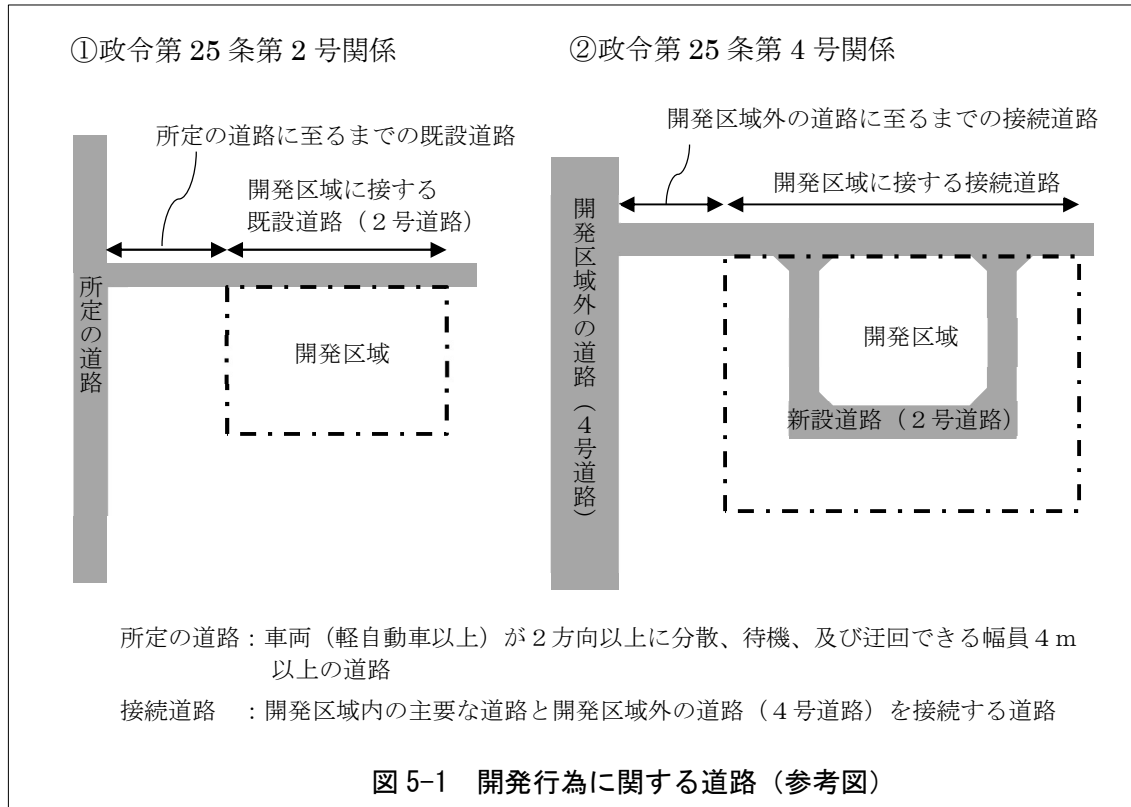 ①政令第 25 条第 2 号関係
所定の道路に至るまでの既設道路
開発区域に接する
既設道路（２号道路）
所定の道路
開発区域
②政令第 25 条第 4 号関係
開発区域外の道路に至るまでの接続道路
開発区域に接する接続道路
開発区域外の道路（４号道路）
開発区域
新設道路（２号道路）
所定の道路：車両（軽自動車以上）が２方向以上に分散、待機、及び迂回できる幅員４ｍ
以上の道路
接続道路　：開発区域内の主要な道路と開発区域外の道路（４号道路）を接続する道路
図 5-1　開発行為に関する道路（参考図）